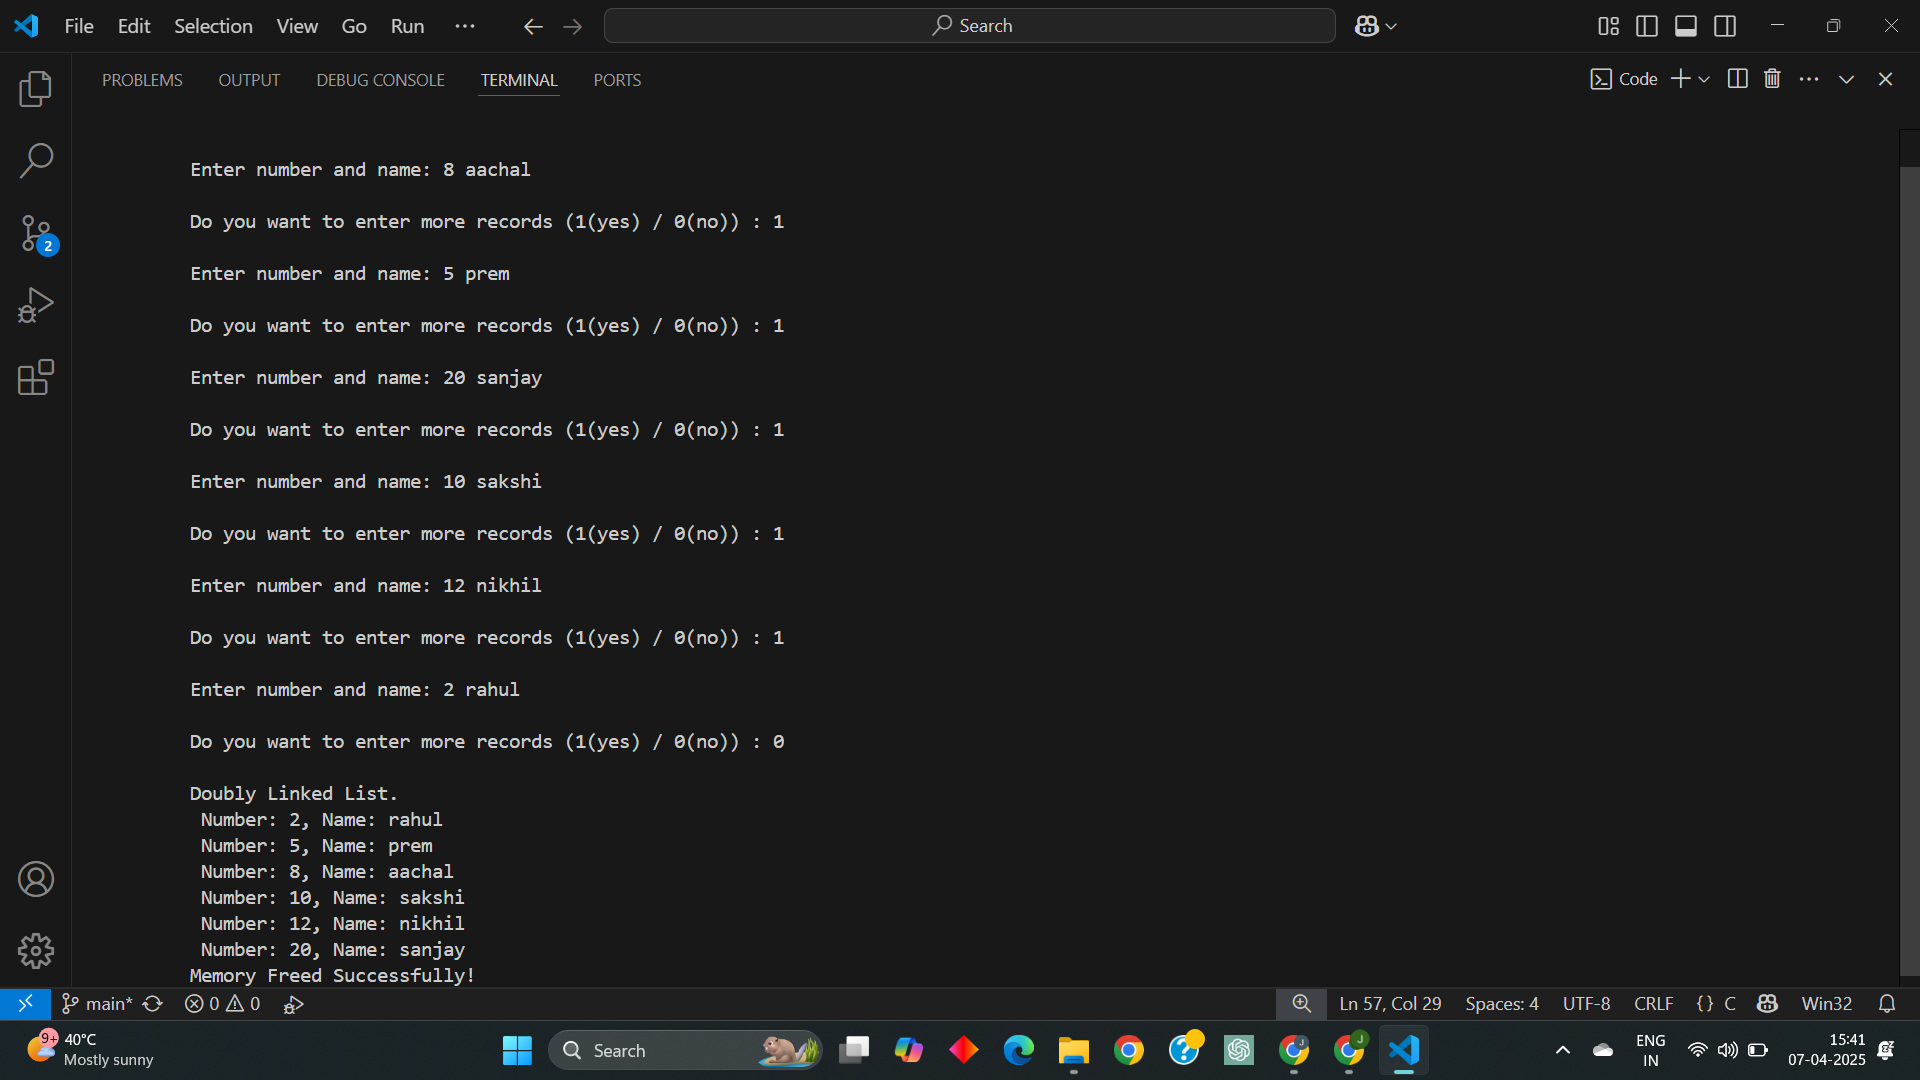 File Edit Selection View Go Run ··· Search
PROBLEMS OUTPUT DEBUG CONSOLE TERMINAL PORTS Code
Enter number and name: 8 aachal
Do you want to enter more records (1(yes) / 0(no)) : 1
Enter number and name: 5 prem
Do you want to enter more records (1(yes) / 0(no)) : 1
Enter number and name: 20 sanjay
Do you want to enter more records (1(yes) / 0(no)) : 1
Enter number and name: 10 sakshi
Do you want to enter more records (1(yes) / 0(no)) : 1
Enter number and name: 12 nikhil
Do you want to enter more records (1(yes) / 0(no)) : 1
Enter number and name: 2 rahul
Do you want to enter more records (1(yes) / 0(no)) : 0
Doubly Linked List.
Number: 2, Name: rahul
Number: 5, Name: prem
Number: 8, Name: aachal
Number: 10, Name: sakshi
Number: 12, Name: nikhil
Number: 20, Name: sanjay
Memory Freed Successfully!
2
main* 0 0 Ln 57, Col 29 Spaces: 4 UTF-8 CRLF {} C Win32
9+ 40°C
Mostly sunny
Search
J
J
ENG
IN
15:41
07-04-2025